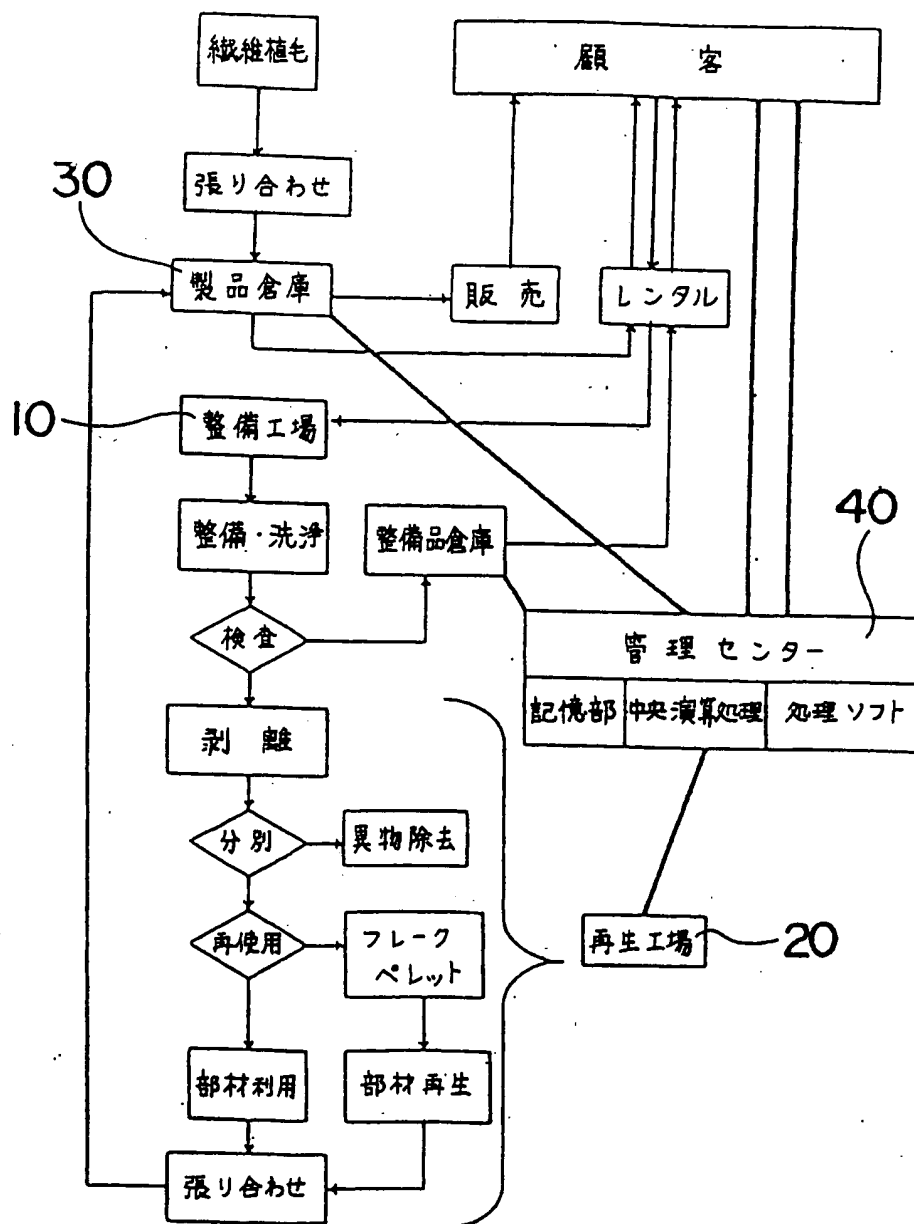 繊維植毛
顧客
張り合わせ
30
製品倉庫
販売
レンタル
10
整備工場
整備・洗浄
整備品倉庫
40
検査
管理センター
記憶部
中央演算処理
処理ソフト
剥離
分別
異物除去
再使用
フレーク
ペレット
再生工場
20
部材利用
部材再生
張り合わせ